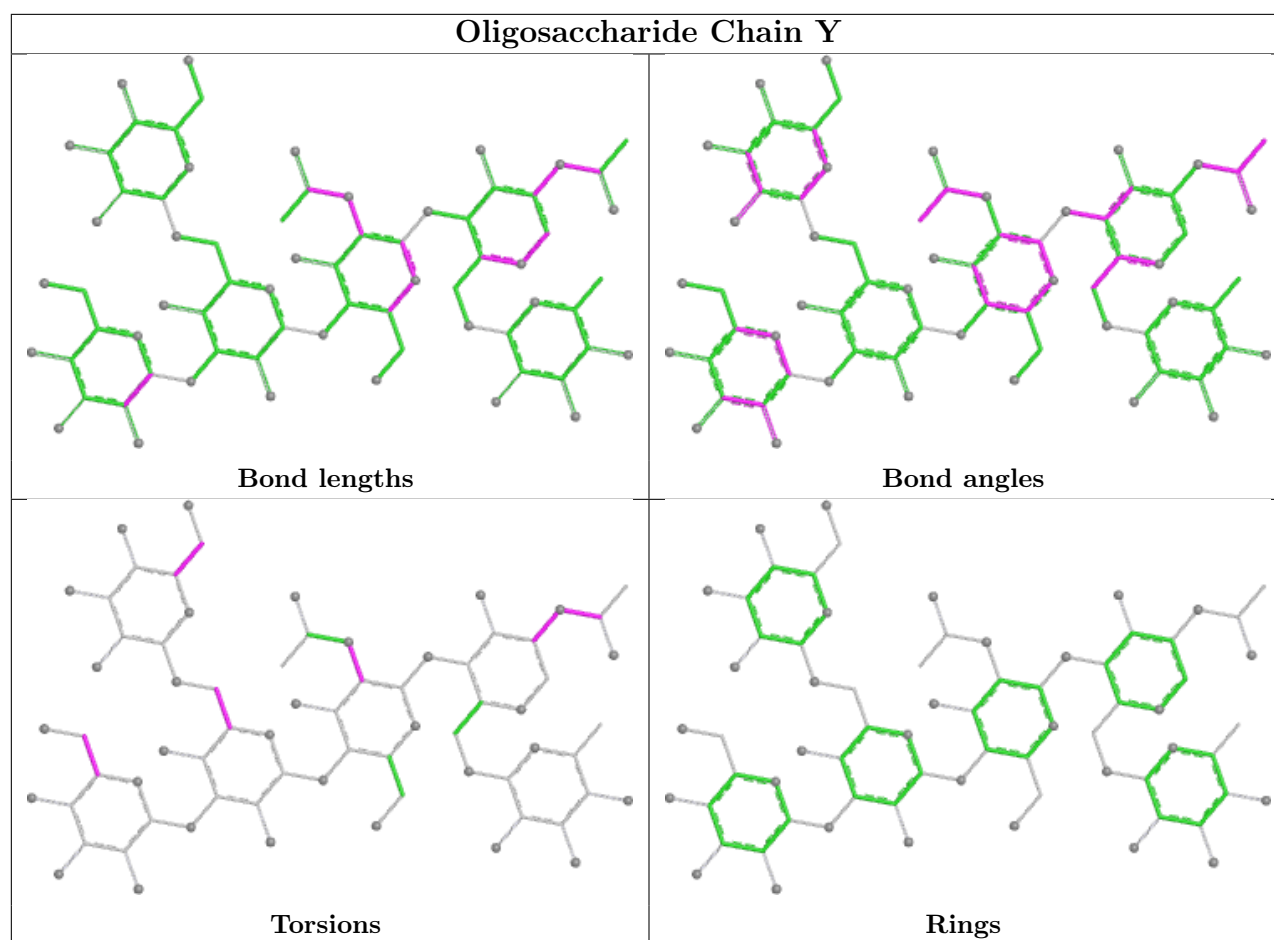 Oligosaccharide Chain Y
Bond lengths
Bond angles
Torsions
Rings